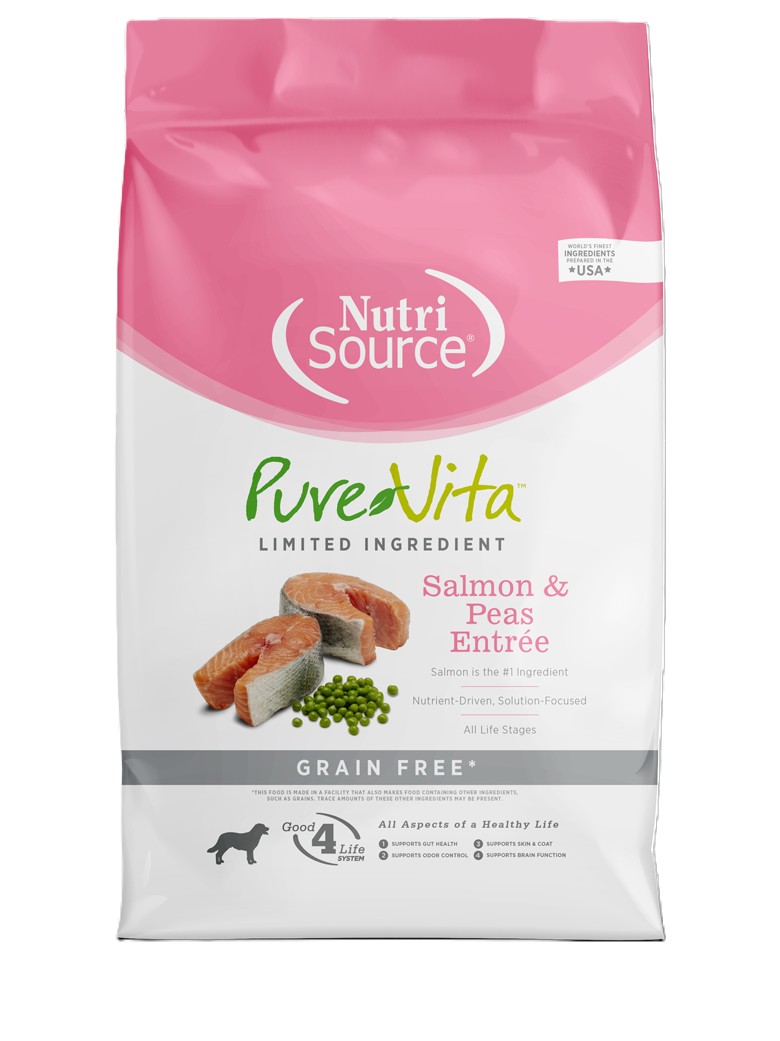 WORLD'S FINEST
INGREDIENTS
PREPARED IN THE
★USA★
Nutri
Source®
PureVita™
LIMITED INGREDIENT
Salmon &
Peas
Entrée
Salmon is the #1 Ingredient
Nutrient-Driven, Solution-Focused
All Life Stages
GRAIN FREE*
*THIS FOOD IS MADE IN A FACILITY THAT ALSO MAKES FOOD CONTAINING OTHER INGREDIENTS,
SUCH AS GRAINS. TRACE AMOUNTS OF THESE OTHER INGREDIENTS MAY BE PRESENT.
Good
4
Life
SYSTEM
All Aspects of a Healthy Life
1 SUPPORTS GUT HEALTH
2 SUPPORTS ODOR CONTROL
3 SUPPORTS SKIN & COAT
4 SUPPORTS BRAIN FUNCTION